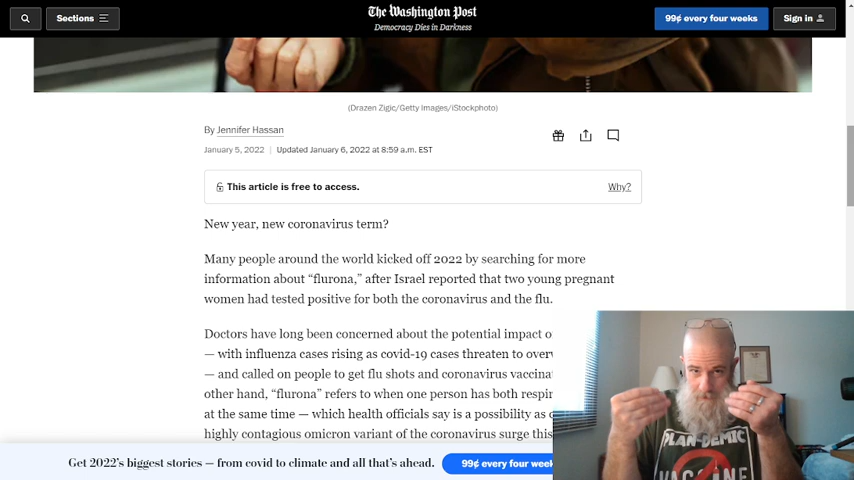 Sections
The Washington Post
Democracy Dies in Darkness
99¢ every four weeks
Sign in
(Drazen Zigic/Getty Images/iStockphoto)
By Jennifer Hassan
January 5, 2022 | Updated January 6, 2022 at 8:59 a.m. EST
This article is free to access.
Why?
New year, new coronavirus term?
Many people around the world kicked off 2022 by searching for more
information about “flurona,” after Israel reported that two young pregnant
women had tested positive for both the coronavirus and the flu.
Doctors have long been concerned about the potential impact
— with influenza cases rising as covid-19 cases threaten to
— and called on people to get flu shots and coronavirus
other hand, “flurona” refers to when one person has both
at the same time — which health officials say is a possibility as
highly contagious omicron variant of the coronavirus surge this
Get 2022’s biggest stories — from covid to climate and all that’s ahead.
99¢ every four
PLAN-DEMIC
VACCINE